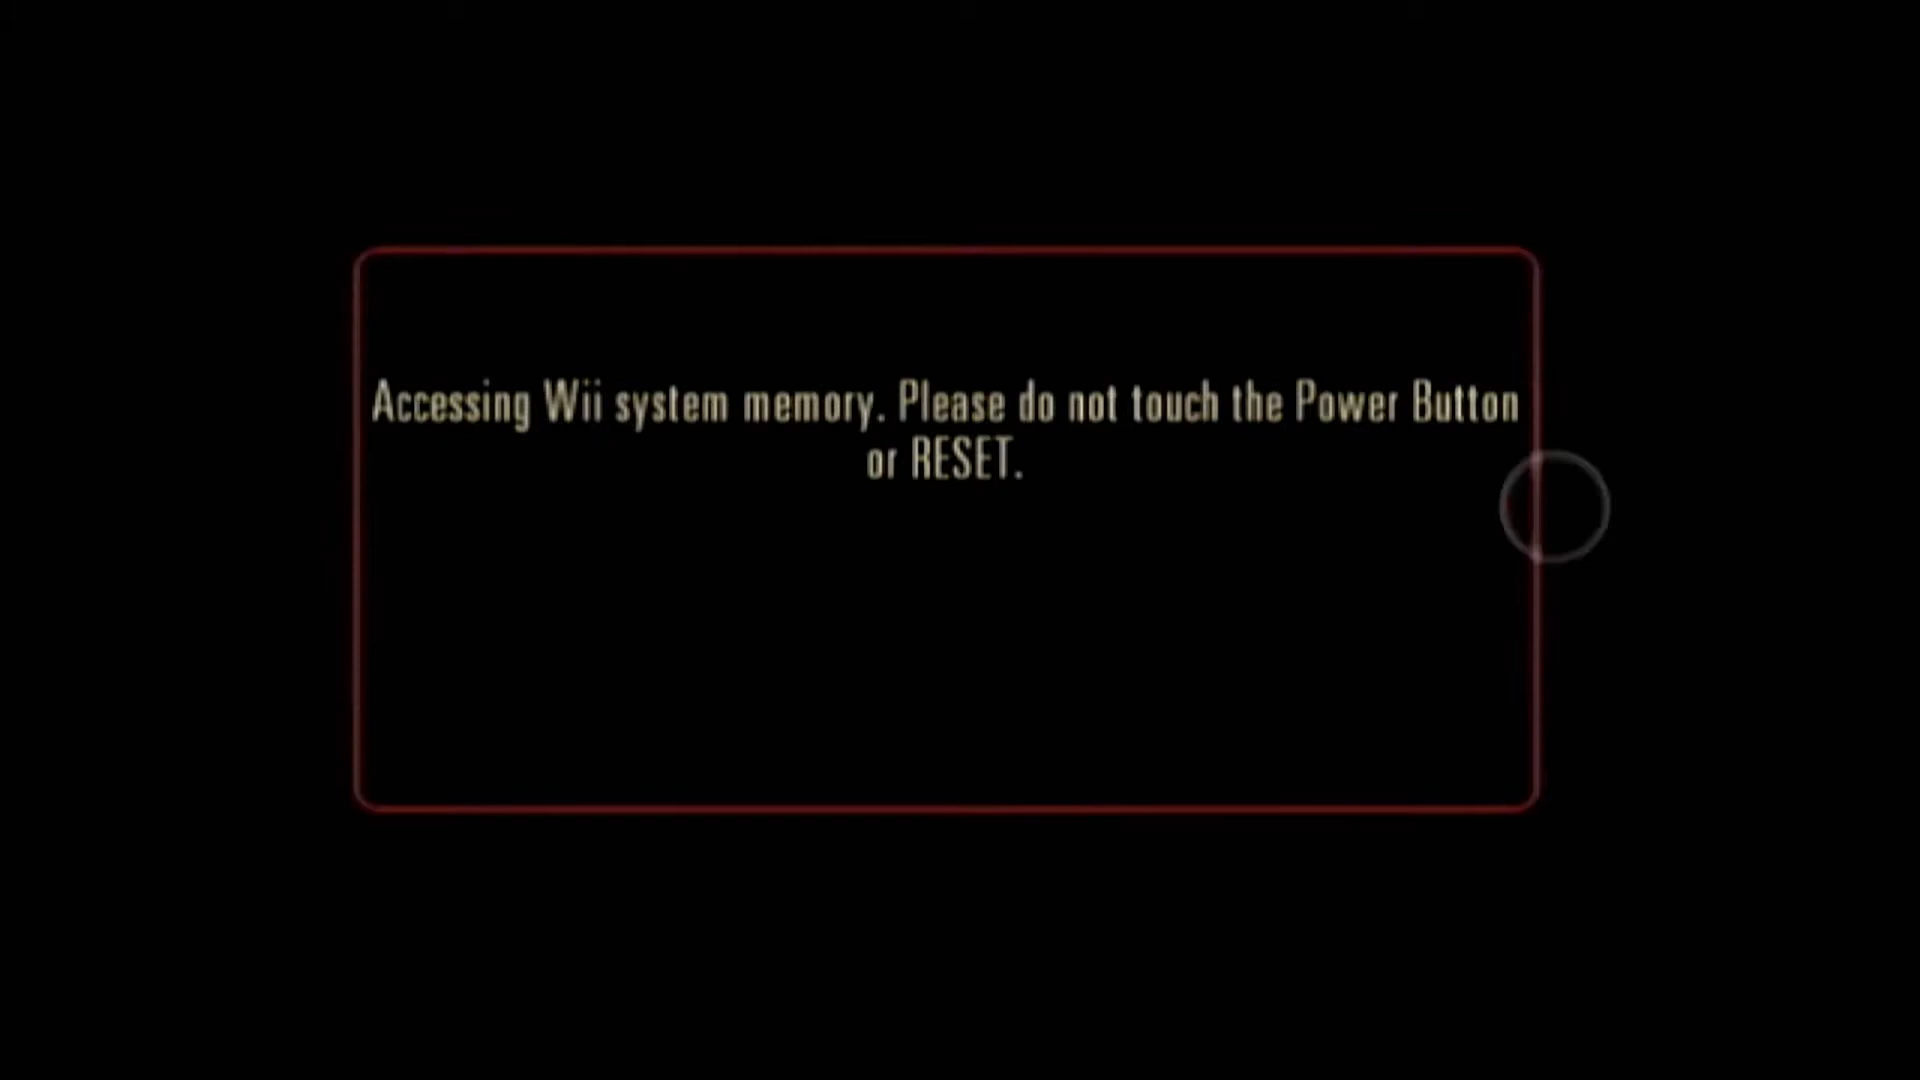 Accessing Wii system memory. Please do not touch the Power Button
or RESET.